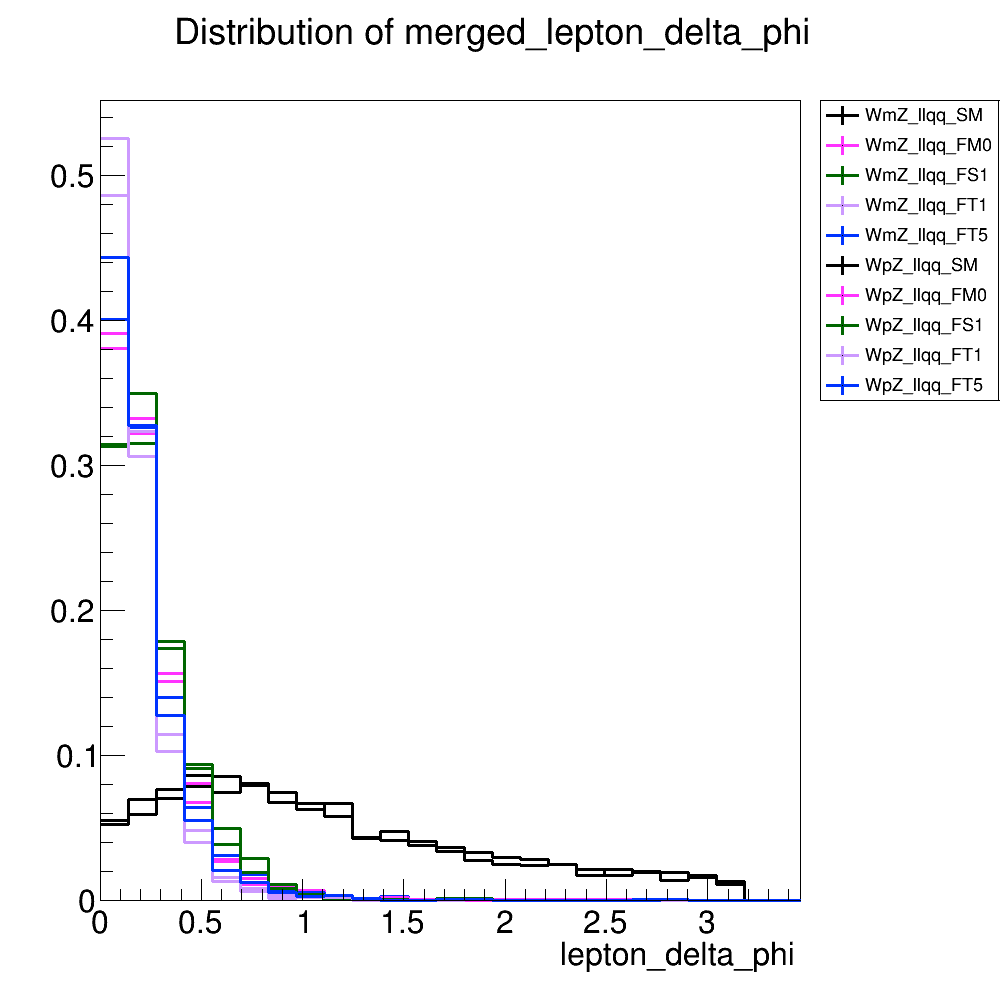 Distribution of merged_lepton_delta_phi
WmZ_llqq_SM
WmZ_llqq_FM0
WmZ_llqq_FS1
WmZ_llqq_FT1
WmZ_llqq_FT5
WpZ_llqq_SM
WpZ_llqq_FM0
WpZ_llqq_FS1
WpZ_llqq_FT1
WpZ_llqq_FT5
0.5
0.4
0.3
0.2
0.1
0
0 0.5 1 1.5 2 2.5 3
lepton_delta_phi